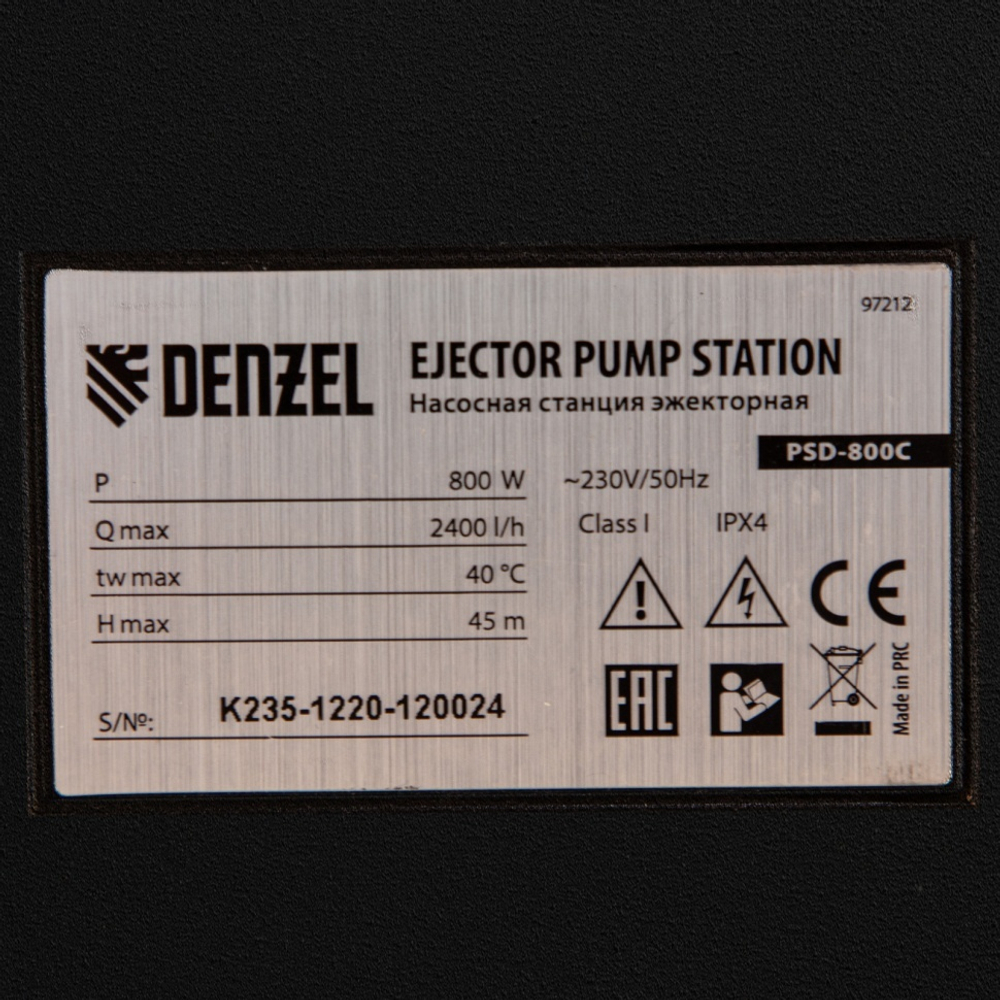 97212
DENZEL
EJECTOR PUMP STATION
Насосная станция эжекторная
PSD-800C
P 800 W
Q max 2400 l/h
tw max 40 °C
H max 45 m
S/№: K235-1220-120024
~230V/50Hz
Class I IPX4
CE
EAC
Made in PRC